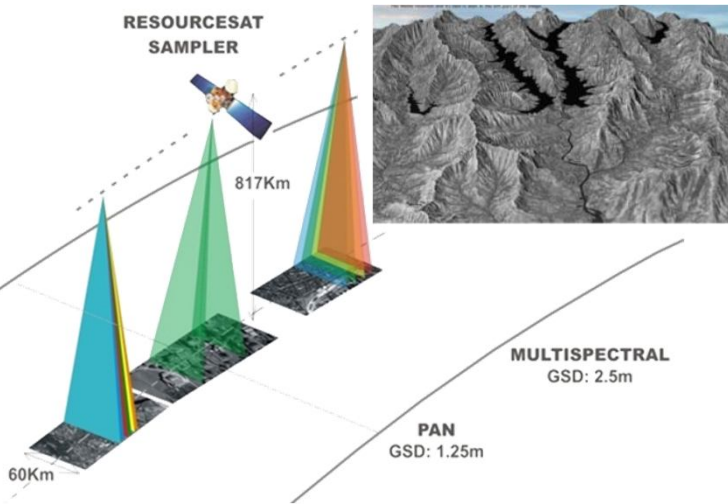 RESOURCESAT
SAMPLER
817Km
MULTISPECTRAL
GSD: 2.5m
PAN
GSD: 1.25m
60Km